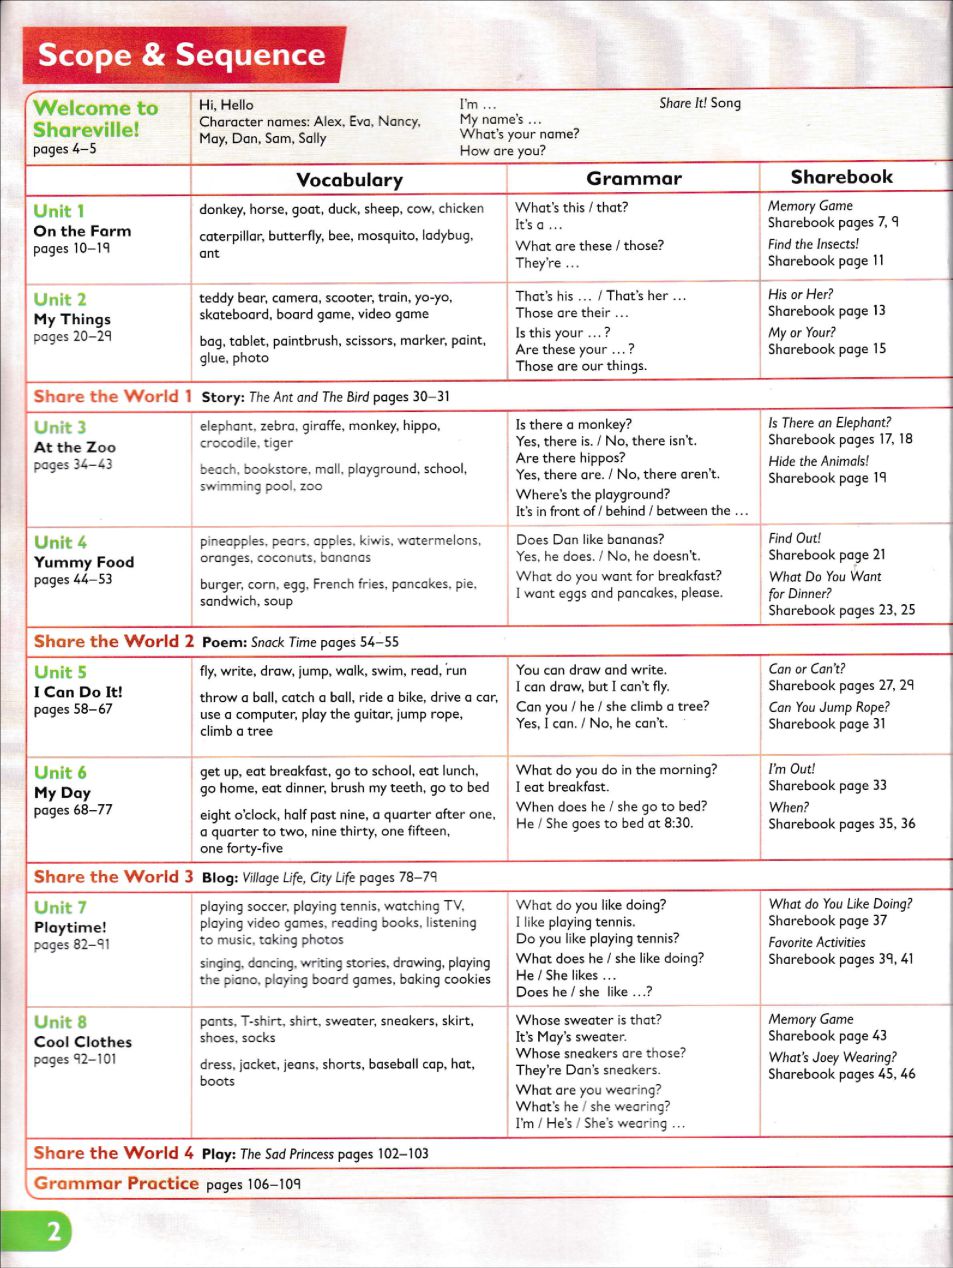 Scope & Sequence
Welcome to
Shareville!
pages 4–5
Hi, Hello
Character names: Alex, Eva, Nancy,
May, Dan, Sam, Sally
I'm ...
My name's ...
What's your name?
How are you?
Share It! Song
Vocabulary
Grammar
Sharebook
Unit 1
On the Farm
pages 10–19
donkey, horse, goat, duck, sheep, cow, chicken
caterpillar, butterfly, bee, mosquito, ladybug,
ant
What's this / that?
It's a ...
What are these / those?
They're ...
Memory Game
Sharebook pages 7, 9
Find the Insects!
Sharebook page 11
Unit 2
My Things
pages 20–29
teddy bear, camera, scooter, train, yo-yo,
skateboard, board game, video game
bag, tablet, paintbrush, scissors, marker, paint,
glue, photo
That's his ... / That's her ...
Those are their ...
Is this your ...?
Are these your ...?
Those are our things.
His or Her?
Sharebook page 13
My or Your?
Sharebook page 15
Share the World 1 Story: The Ant and The Bird pages 30–31
Unit 3
At the Zoo
pages 34–43
elephant, zebra, giraffe, monkey, hippo,
crocodile, tiger
beach, bookstore, mall, playground, school,
swimming pool, zoo
Is there a monkey?
Yes, there is. / No, there isn't.
Are there hippos?
Yes, there are. / No, there aren't.
Where's the playground?
It's in front of / behind / between the ...
Is There an Elephant?
Sharebook pages 17, 18
Hide the Animals!
Sharebook page 19
Unit 4
Yummy Food
pages 44–53
pineapples, pears, apples, kiwis, watermelons,
oranges, coconuts, bananas
burger, corn, egg, French fries, pancakes, pie,
sandwich, soup
Does Dan like bananas?
Yes, he does. / No, he doesn't.
What do you want for breakfast?
I want eggs and pancakes, please.
Find Out!
Sharebook page 21
What Do You Want
for Dinner?
Sharebook pages 23, 25
Share the World 2 Poem: Snack Time pages 54–55
Unit 5
I Can Do It!
pages 58–67
fly, write, draw, jump, walk, swim, read, run
throw a ball, catch a ball, ride a bike, drive a car,
use a computer, play the guitar, jump rope,
climb a tree
You can draw and write.
I can draw, but I can't fly.
Can you / he / she climb a tree?
Yes, I can. / No, he can't.
Can or Can't?
Sharebook pages 27, 29
Can You Jump Rope?
Sharebook page 31
Unit 6
My Day
pages 68–77
get up, eat breakfast, go to school, eat lunch,
go home, eat dinner, brush my teeth, go to bed
eight o'clock, half past nine, a quarter after one,
a quarter to two, nine thirty, one fifteen,
one forty-five
What do you do in the morning?
I eat breakfast.
When does he / she go to bed?
He / She goes to bed at 8:30.
I'm Out!
Sharebook page 33
When?
Sharebook pages 35, 36
Share the World 3 Blog: Village Life, City Life pages 78–79
Unit 7
Playtime!
pages 82–91
playing soccer, playing tennis, watching TV,
playing video games, reading books, listening
to music, taking photos
singing, dancing, writing stories, drawing, playing
the piano, playing board games, baking cookies
What do you like doing?
I like playing tennis.
Do you like playing tennis?
What does he / she like doing?
He / She likes ...
Does he / she like ...?
What do You Like Doing?
Sharebook page 37
Favorite Activities
Sharebook pages 39, 41
Unit 8
Cool Clothes
pages 92–101
pants, T-shirt, shirt, sweater, sneakers, skirt,
shoes, socks
dress, jacket, jeans, shorts, baseball cap, hat,
boots
Whose sweater is that?
It's May's sweater.
Whose sneakers are those?
They're Dan's sneakers.
What are you wearing?
What's he / she wearing?
I'm / He's / She's wearing ...
Memory Game
Sharebook page 43
What's Joey Wearing?
Sharebook pages 45, 46
Share the World 4 Play: The Sad Princess pages 102–103
Grammar Practice pages 106–109
2